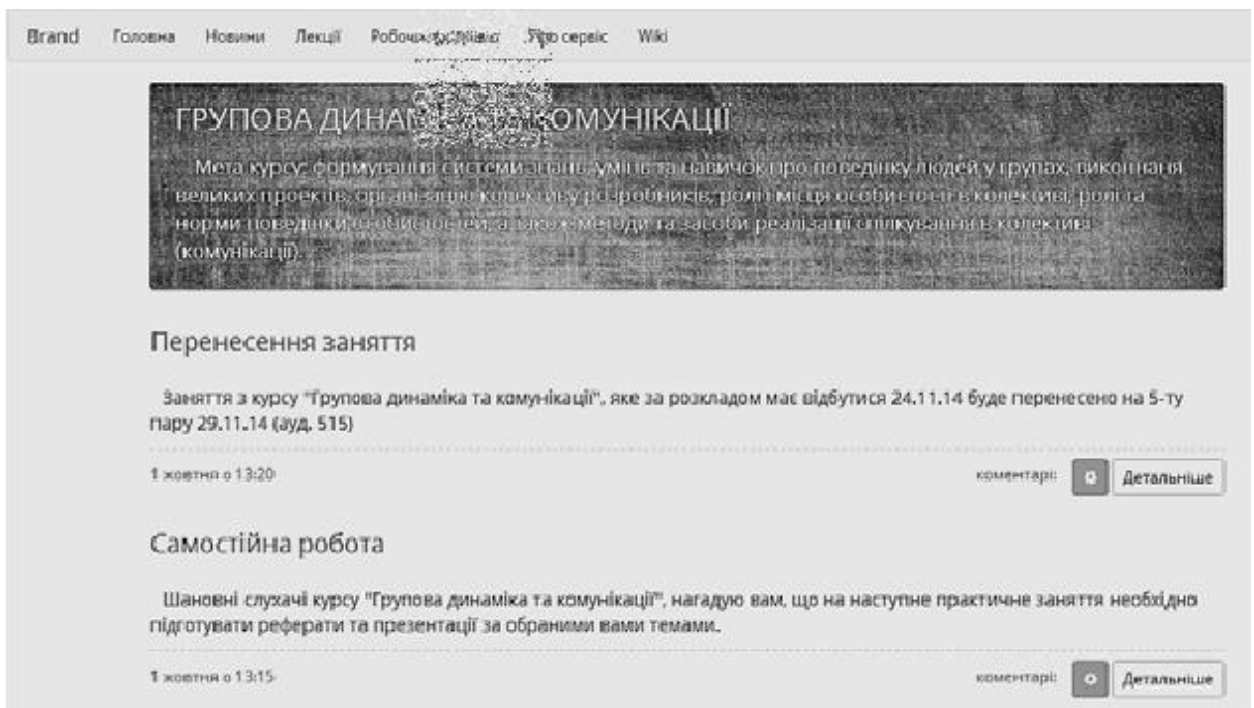 Brand Головна Новини Лекції Про сервіс Wiki
ГРУПОВА ДИНАМІКА ТА КОМУНІКАЦІЇ
Мета курсу: формування системи знань, умінь та навичок про поведінку людей у групах, виконання
великих проектів, організацію колективу розробників, ролі і місця особистості в колективі, ролі та
норми поведінки особистостей, а також методи та засоби реалізації спілкування в колективі
(комунікації).
Перенесення заняття
Заняття з курсу "Групова динаміка та комунікації", яке за розкладом має відбутися 24.11.14 буде перенесено на 5-ту
пару 29.11.14 (ауд. 515)
1 жовтня о 13:20 коментарі: 0 Детальніше
Самостійна робота
Шановні слухачі курсу "Групова динаміка та комунікації", нагадую вам, що на наступне практичне заняття необхідно
підготувати реферати та презентації за обраними вами темами.
1 жовтня о 13:15 коментарі: 0 Детальніше